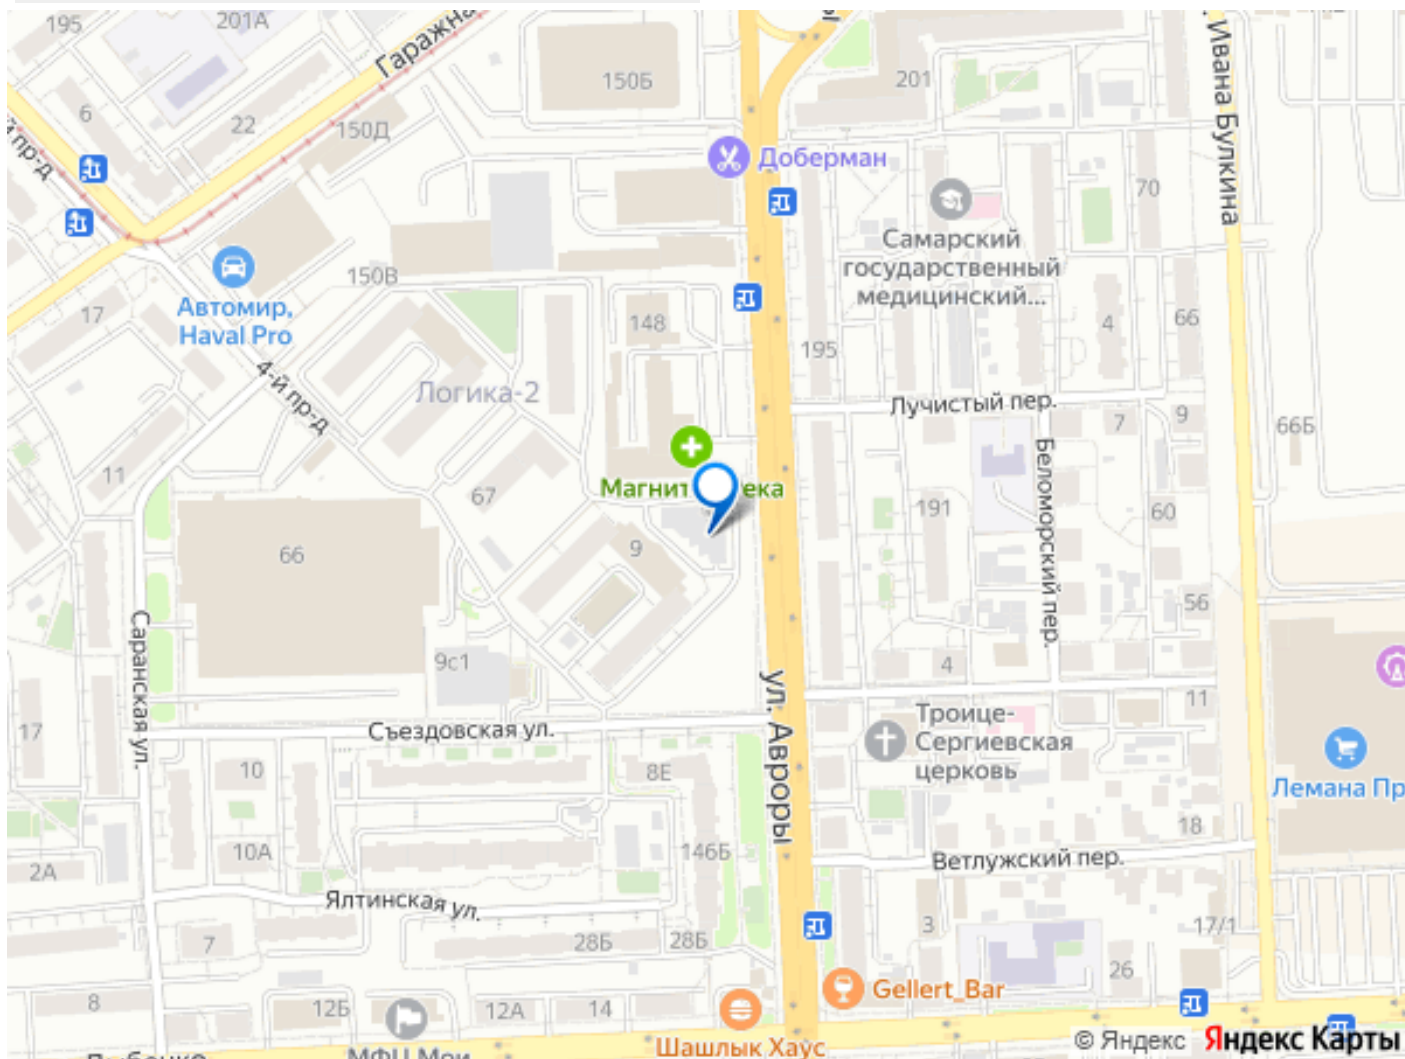 195
201А
Гаражна
150Б
201
. Ивана Булкина
6
22
150Д
й пр-д
Доберман
70
Самарский
государственный
медицинский...
150В
Автомир,
Haval Pro
17
148
195
4
66
4-й пр-д
Логика-2
Лучистый пер.
7
9
66Б
11
67
Магнит
ека
191
Беломорский пер.
60
66
9
56
Саранская ул.
9с1
4
11
ул. Авроры
17
Съездовская ул.
Троице-
Сергиевская
церковь
10
8Е
Лемана Пр
18
10А
146Б
2А
Ветлужский пер.
Ялтинская ул.
7
28Б
28Б
3
17/1
26
8
12Б
12А
14
Gellert_Bar
Шашлык Хаус
МФЦ Мои
© Яндекс
Яндекс Карты